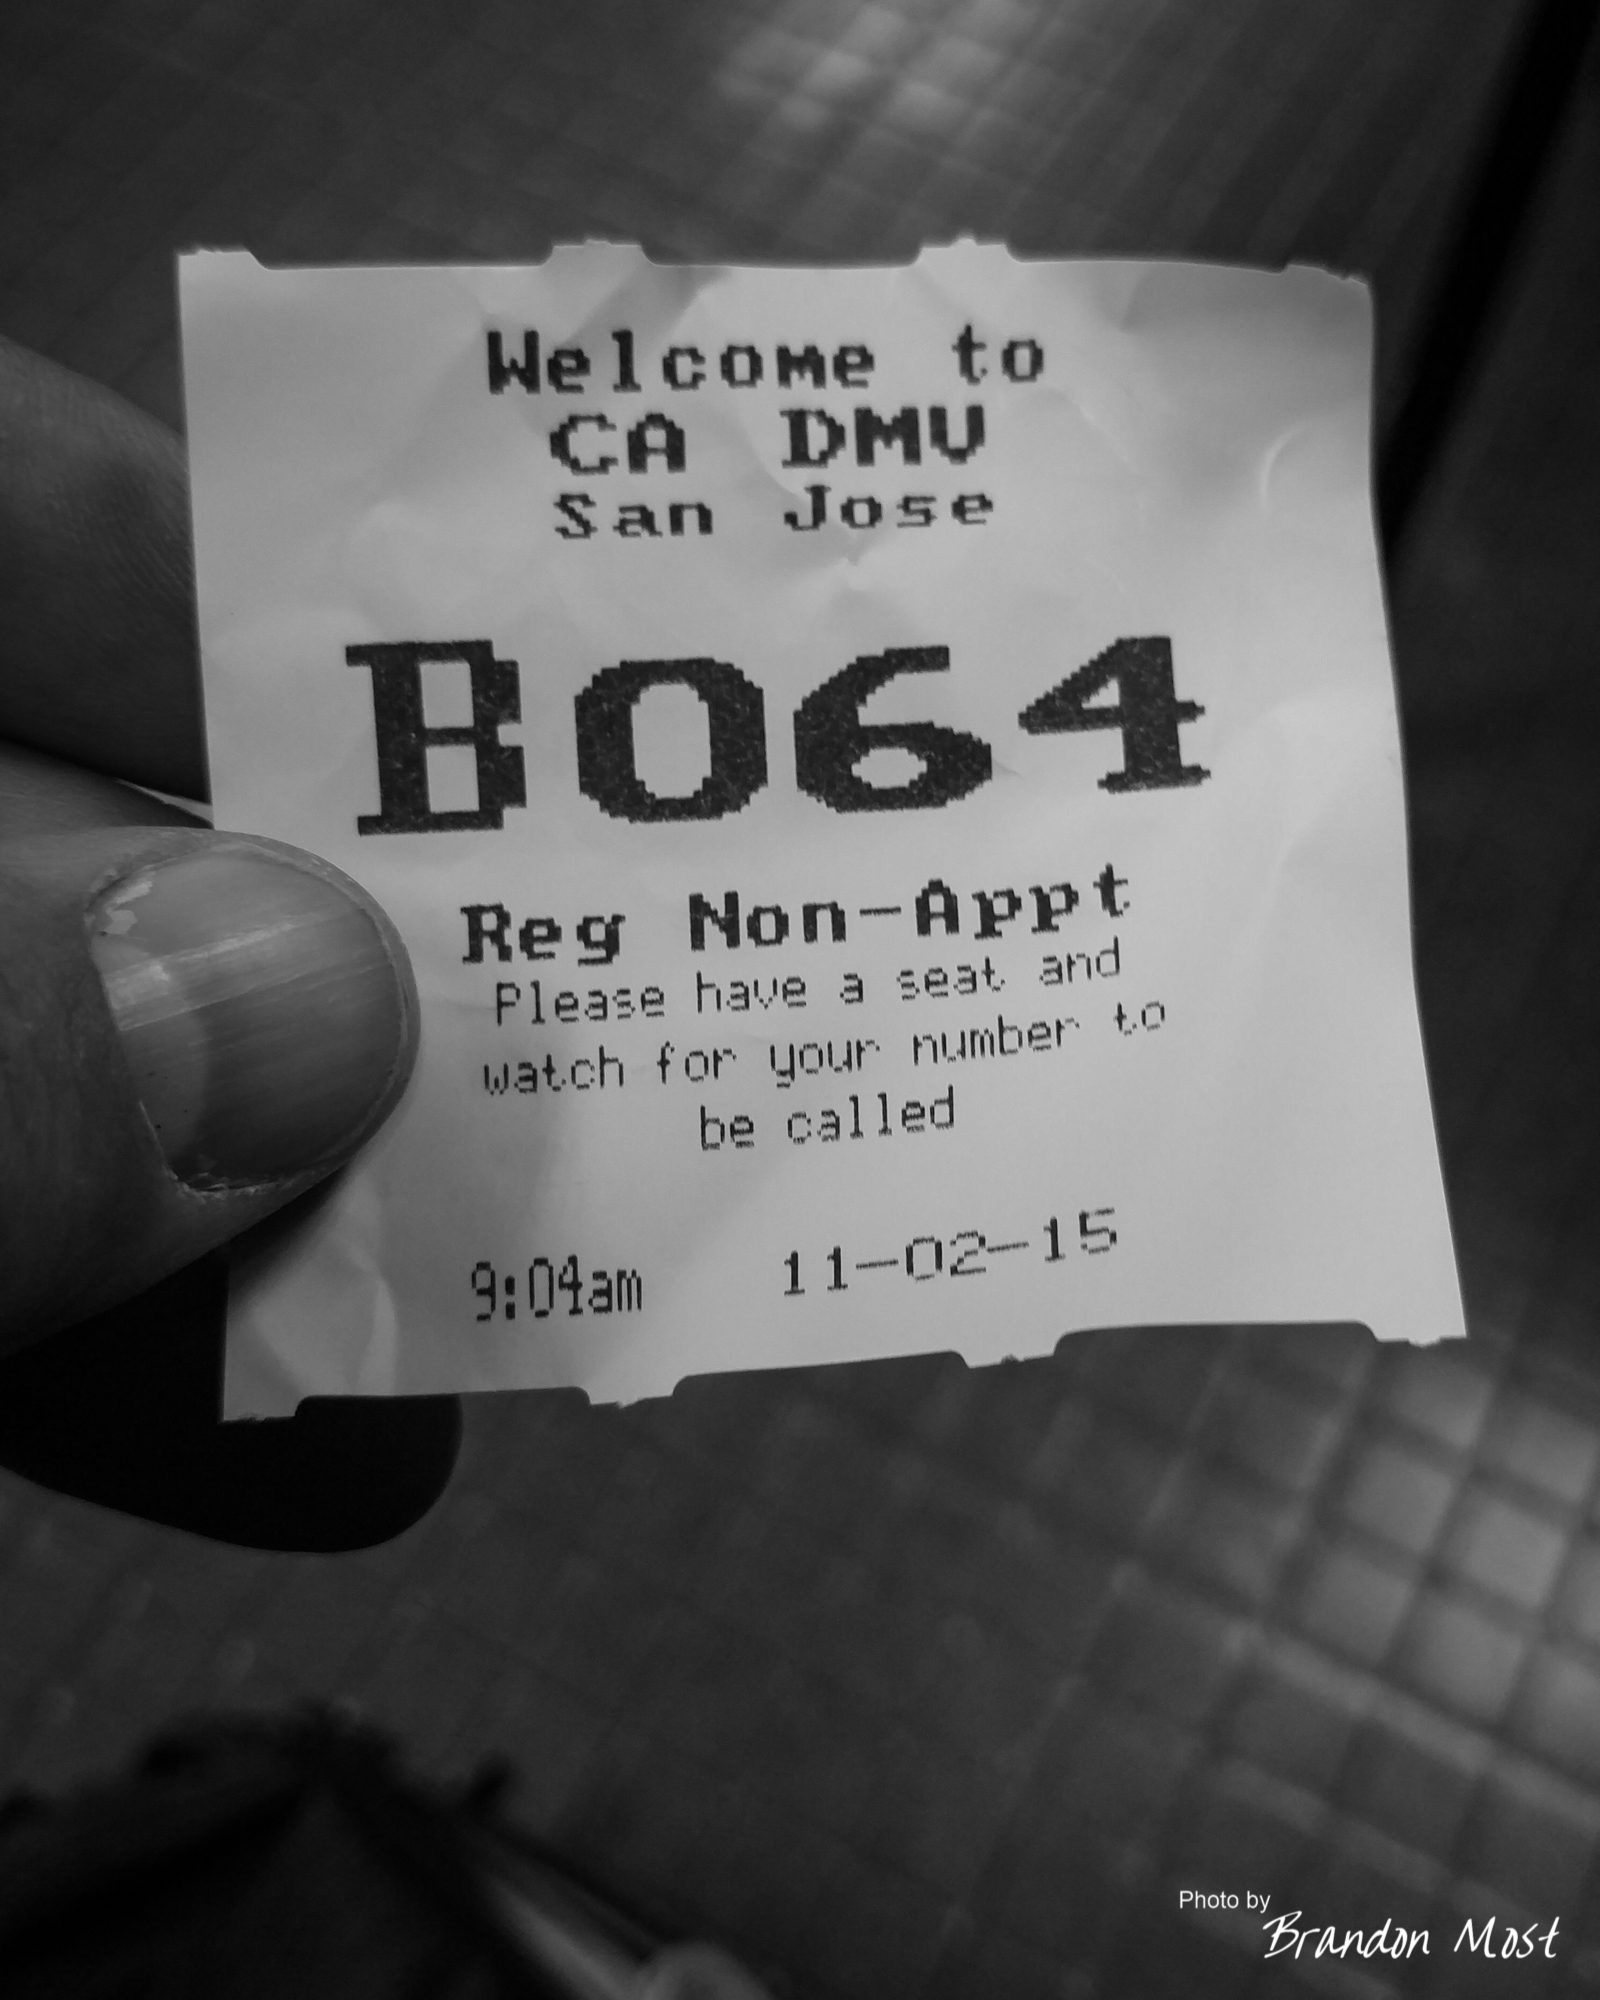 Welcome to
CA DMV
San Jose
B064
Reg Non-Appt
Please have a seat and
watch for your number to
be called
9:04am 11-02-15
Photo by
Brandon Most